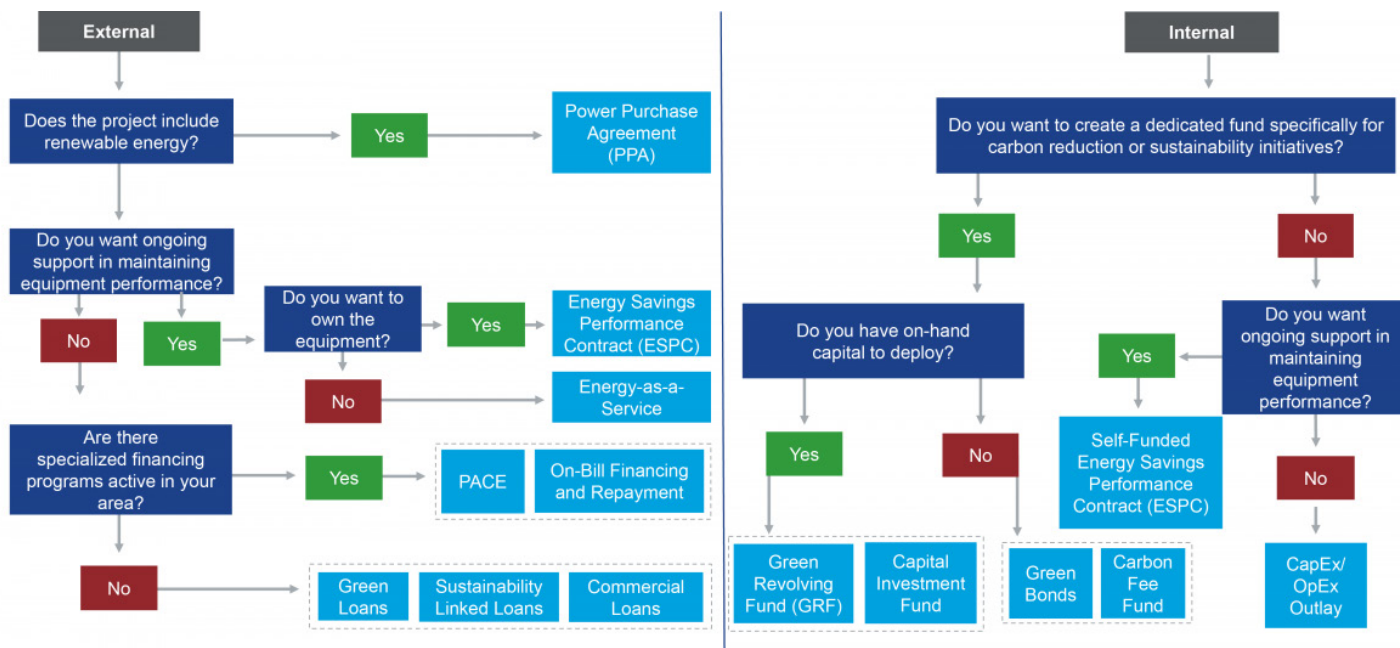 External
Does the project include
renewable energy?
Yes
Power Purchase
Agreement
(PPA)
Do you want ongoing
support in maintaining
equipment performance?
No
Yes
Do you want to
own the
equipment?
Yes
Energy Savings
Performance
Contract (ESPC)
No
Energy-as-a-
Service
Are there
specialized financing
programs active in your
area?
Yes
PACE
On-Bill Financing
and Repayment
No
Green
Loans
Sustainability
Linked Loans
Commercial
Loans
Internal
Do you want to create a dedicated fund specifically for
carbon reduction or sustainability initiatives?
Yes
No
Do you have on-hand
capital to deploy?
Yes
No
Green
Revolving
Fund (GRF)
Capital
Investment
Fund
Green
Bonds
Carbon
Fee
Fund
Do you want
ongoing support in
maintaining
equipment
performance?
Yes
Self-Funded
Energy Savings
Performance
Contract (ESPC)
No
CapEx/
OpEx
Outlay